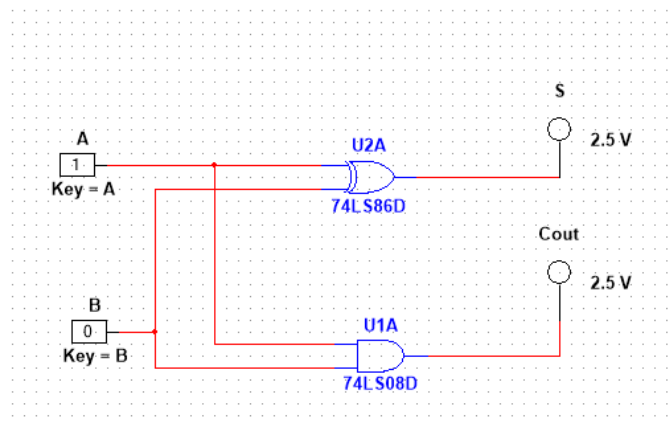 S
2.5 V
A
1
Key = A
U2A
74LS86D
Cout
2.5 V
B
0
Key = B
U1A
74LS08D